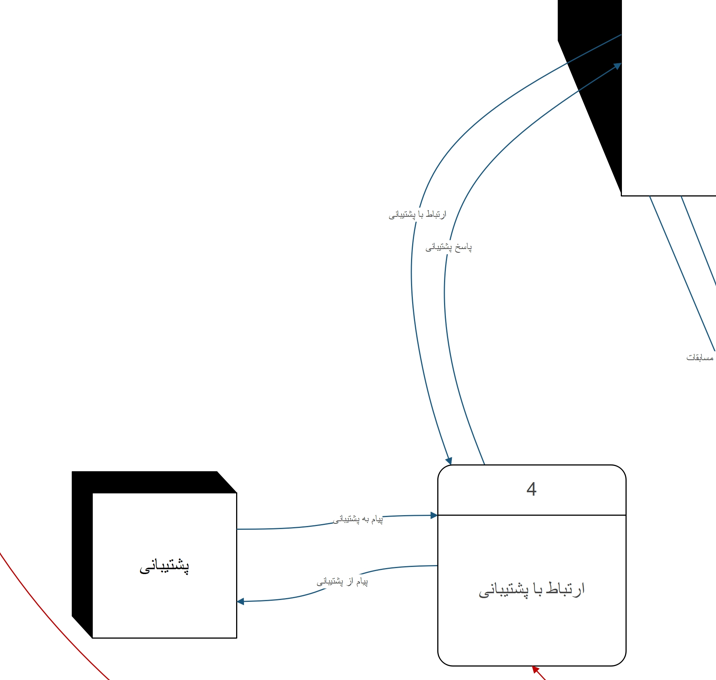 ارتباط با پشتیبانی
پاسخ پشتیبانی
مسابقات
4
پیام به پشتیبانی
پشتیبانی
پیام از پشتیبانی
ارتباط با پشتیبانی